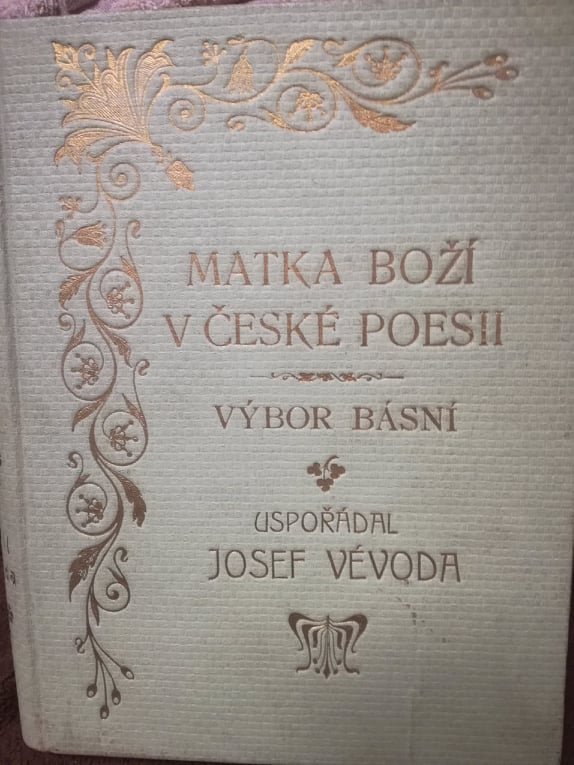 MATKA BOŽÍ
V ČESKÉ POESII
VÝBOR BÁSNÍ
USPOŘÁDAL
JOSEF VÉVODA